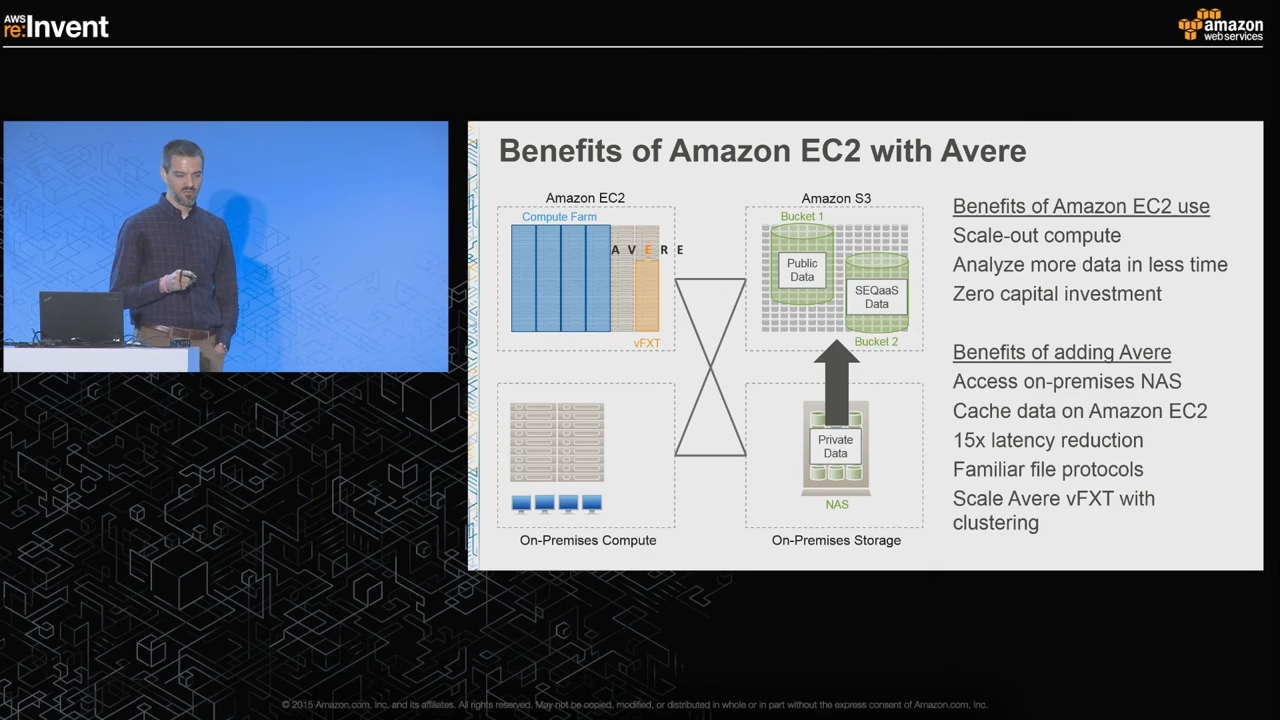 AWS
re:Invent
amazon
web services
Benefits of Amazon EC2 with Avere
Amazon EC2
Compute Farm
AVERE
vFXT
Amazon S3
Bucket 1
Public
Data
SEQaaS
Data
Bucket 2
Private
Data
NAS
On-Premises Compute
On-Premises Storage
Benefits of Amazon EC2 use
Scale-out compute
Analyze more data in less time
Zero capital investment
Benefits of adding Avere
Access on-premises NAS
Cache data on Amazon EC2
15x latency reduction
Familiar file protocols
Scale Avere vFXT with
clustering
© 2015 Amazon.com, Inc. and its affiliates. All rights reserved. May not be copied, modified, or distributed in whole or in part without the express consent of Amazon.com, Inc.